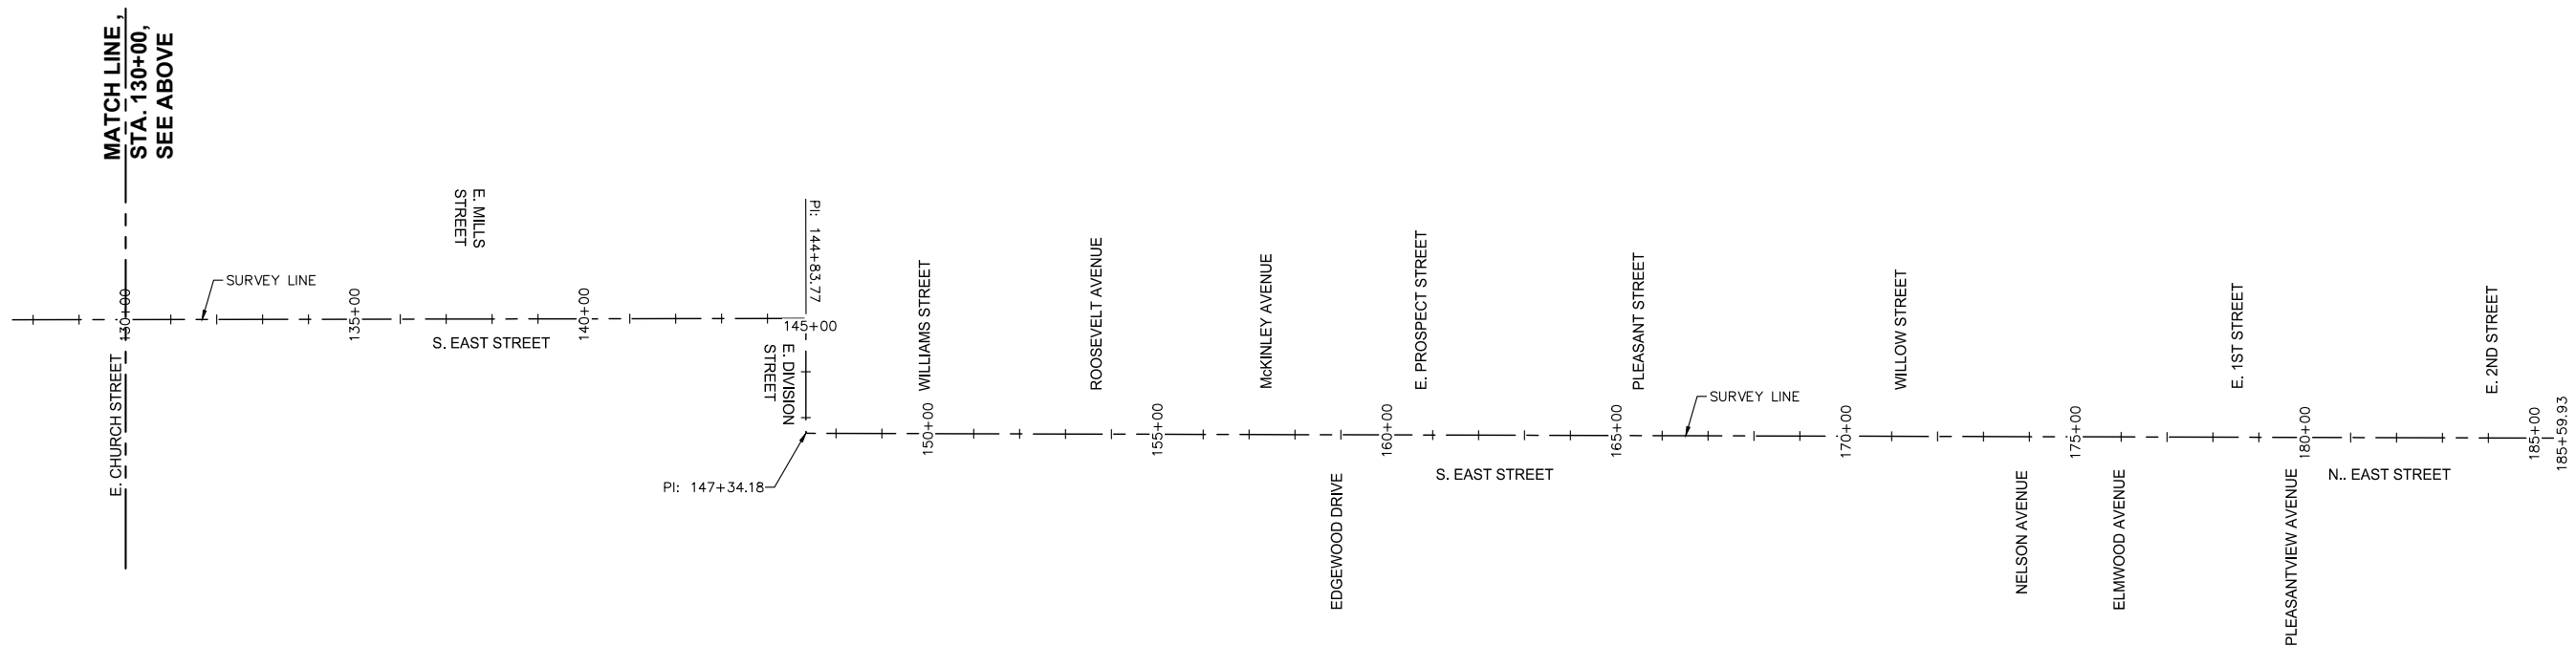 MATCH LINE,
STA. 130+00,
SEE ABOVE
E. MILLS
STREET
PI: 144+83.77
SURVEY LINE
130+00
135+00
140+00
145+00
S. EAST STREET
E. CHURCH STREET
E. DIVISION
STREET
PI: 147+34.18
WILLIAMS STREET
ROOSEVELT AVENUE
McKINLEY AVENUE
E. PROSPECT STREET
PLEASANT STREET
WILLOW STREET
E. 1ST STREET
E. 2ND STREET
SURVEY LINE
150+00
155+00
160+00
165+00
170+00
175+00
180+00
185+00
185+59.93
S. EAST STREET
N.. EAST STREET
EDGEWOOD DRIVE
NELSON AVENUE
ELMWOOD AVENUE
PLEASANTVIEW AVENUE